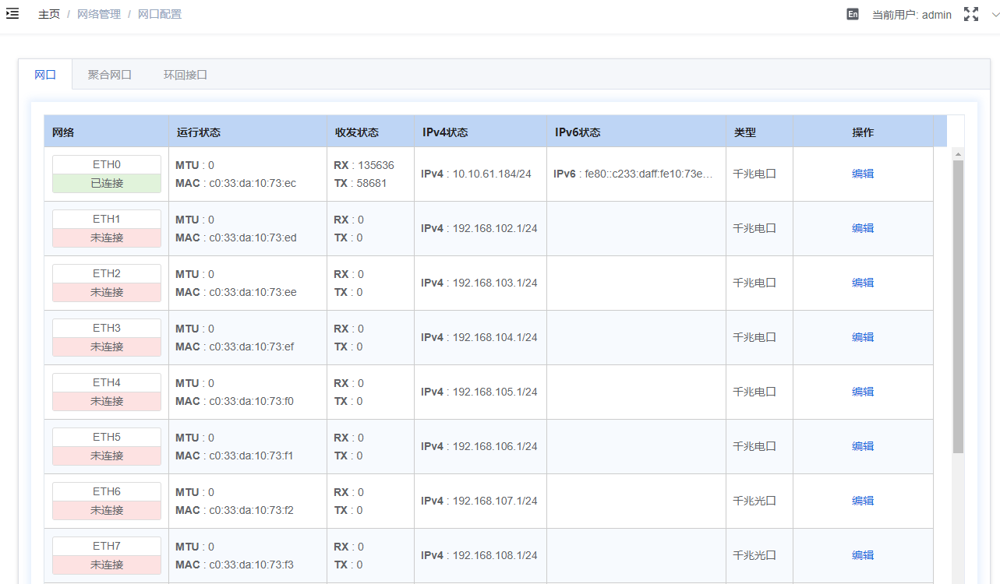 主页 / 网络管理 / 网口配置
En 当前用户: admin
网口 聚合网口 环回接口
网络 运行状态 收发状态 IPv4状态 IPv6状态 类型 操作
ETH0
已连接
MTU : 0
MAC : c0:33:da:10:73:ec
RX : 135636
TX : 58681
IPv4 : 10.10.61.184/24
IPv6 : fe80::c233:daff:fe10:73e...
千兆电口
编辑
ETH1
未连接
MTU : 0
MAC : c0:33:da:10:73:ed
RX : 0
TX : 0
IPv4 : 192.168.102.1/24
千兆电口
编辑
ETH2
未连接
MTU : 0
MAC : c0:33:da:10:73:ee
RX : 0
TX : 0
IPv4 : 192.168.103.1/24
千兆电口
编辑
ETH3
未连接
MTU : 0
MAC : c0:33:da:10:73:ef
RX : 0
TX : 0
IPv4 : 192.168.104.1/24
千兆电口
编辑
ETH4
未连接
MTU : 0
MAC : c0:33:da:10:73:f0
RX : 0
TX : 0
IPv4 : 192.168.105.1/24
千兆电口
编辑
ETH5
未连接
MTU : 0
MAC : c0:33:da:10:73:f1
RX : 0
TX : 0
IPv4 : 192.168.106.1/24
千兆电口
编辑
ETH6
未连接
MTU : 0
MAC : c0:33:da:10:73:f2
RX : 0
TX : 0
IPv4 : 192.168.107.1/24
千兆光口
编辑
ETH7
未连接
MTU : 0
MAC : c0:33:da:10:73:f3
RX : 0
TX : 0
IPv4 : 192.168.108.1/24
千兆光口
编辑